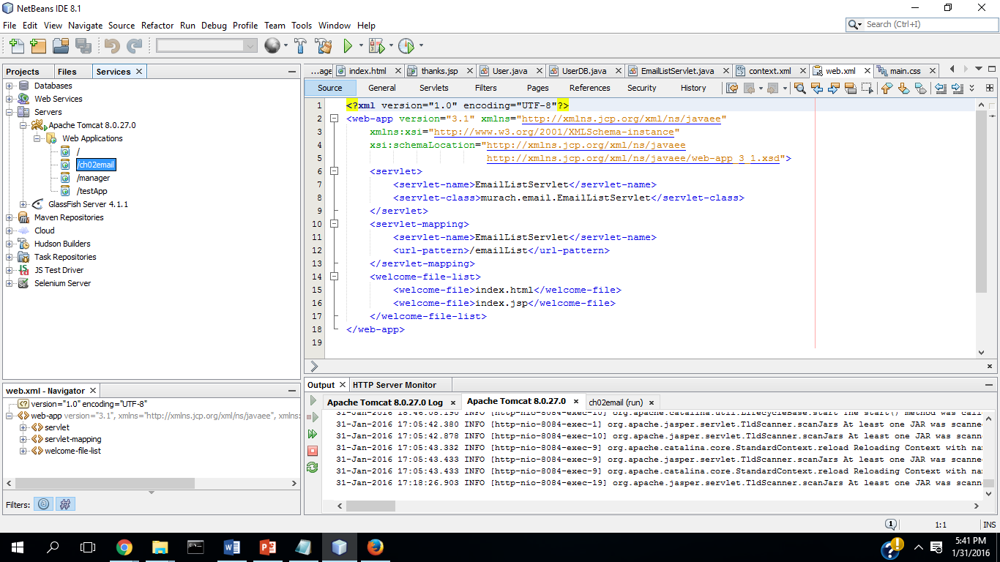 NetBeans IDE 8.1
File Edit View Navigate Source Refactor Run Debug Profile Team Tools Window Help
Search (Ctrl+I)
Projects Files Services
Databases
Web Services
Servers
Apache Tomcat 8.0.27.0
Web Applications
/
/ch02email
/manager
/testApp
GlassFish Server 4.1.1
Maven Repositories
Cloud
Hudson Builders
Task Repositories
JS Test Driver
Selenium Server
...age index.html thanks.jsp User.java UserDB.java EmailListServlet.java context.xml web.xml main.css
Source General Servlets Filters Pages References Security History
1 <?xml version="1.0" encoding="UTF-8"?>
2 <web-app version="3.1" xmlns="http://xmlns.jcp.org/xml/ns/javaee"
3 xmlns:xsi="http://www.w3.org/2001/XMLSchema-instance"
4 xsi:schemaLocation="http://xmlns.jcp.org/xml/ns/javaee
5 http://xmlns.jcp.org/xml/ns/javaee/web-app_3_1.xsd">
6 <servlet>
7 <servlet-name>EmailListServlet</servlet-name>
8 <servlet-class>murach.email.EmailListServlet</servlet-class>
9 </servlet>
10 <servlet-mapping>
11 <servlet-name>EmailListServlet</servlet-name>
12 <url-pattern>/emailList</url-pattern>
13 </servlet-mapping>
14 <welcome-file-list>
15 <welcome-file>index.html</welcome-file>
16 <welcome-file>index.jsp</welcome-file>
17 </welcome-file-list>
18 </web-app>
19
web.xml - Navigator
version="1.0" encoding="UTF-8"
web-app version="3.1", xmlns="http://xmlns.jcp.org/xml/ns/javaee", xmlns:
servlet
servlet-mapping
welcome-file-list
Filters:
Output HTTP Server Monitor
Apache Tomcat 8.0.27.0 Log Apache Tomcat 8.0.27.0 ch02email (run)
31-Jan-2016 15:46:05.190 INFO [http-nio-8084-exec-10] org.apache.catalina.util.LifecycleBase.start The start() method was calle
31-Jan-2016 17:05:42.380 INFO [http-nio-8084-exec-1] org.apache.jasper.servlet.TldScanner.scanJars At least one JAR was scanne
31-Jan-2016 17:05:42.878 INFO [http-nio-8084-exec-10] org.apache.jasper.servlet.TldScanner.scanJars At least one JAR was scann
31-Jan-2016 17:05:43.332 INFO [http-nio-8084-exec-9] org.apache.catalina.core.StandardContext.reload Reloading Context with na
31-Jan-2016 17:05:43.433 INFO [http-nio-8084-exec-9] org.apache.jasper.servlet.TldScanner.scanJars At least one JAR was scanne
31-Jan-2016 17:05:43.433 INFO [http-nio-8084-exec-9] org.apache.catalina.core.StandardContext.reload Reloading Context with na
31-Jan-2016 17:18:26.903 INFO [http-nio-8084-exec-19] org.apache.jasper.servlet.TldScanner.scanJars At least one JAR was scann
1 1:1 INS
5:41 PM
1/31/2016